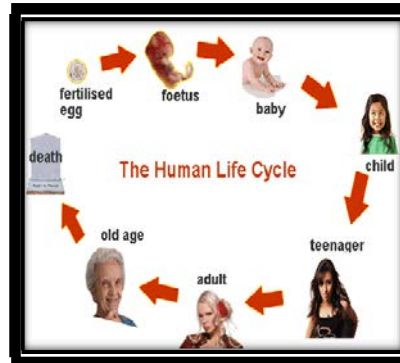 fertilised
egg
foetus
baby
child
The Human Life Cycle
teenager
adult
old age
death